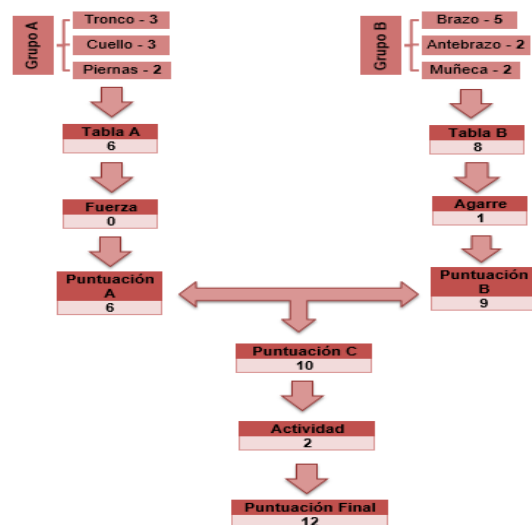 Grupo A
Tronco - 3
Cuello - 3
Piernas - 2
Grupo B
Brazo - 5
Antebrazo - 2
Muñeca - 2
Tabla A
6
Tabla B
8
Fuerza
0
Agarre
1
Puntuación
A
6
Puntuación
B
9
Puntuación C
10
Actividad
2
Puntuación Final
12